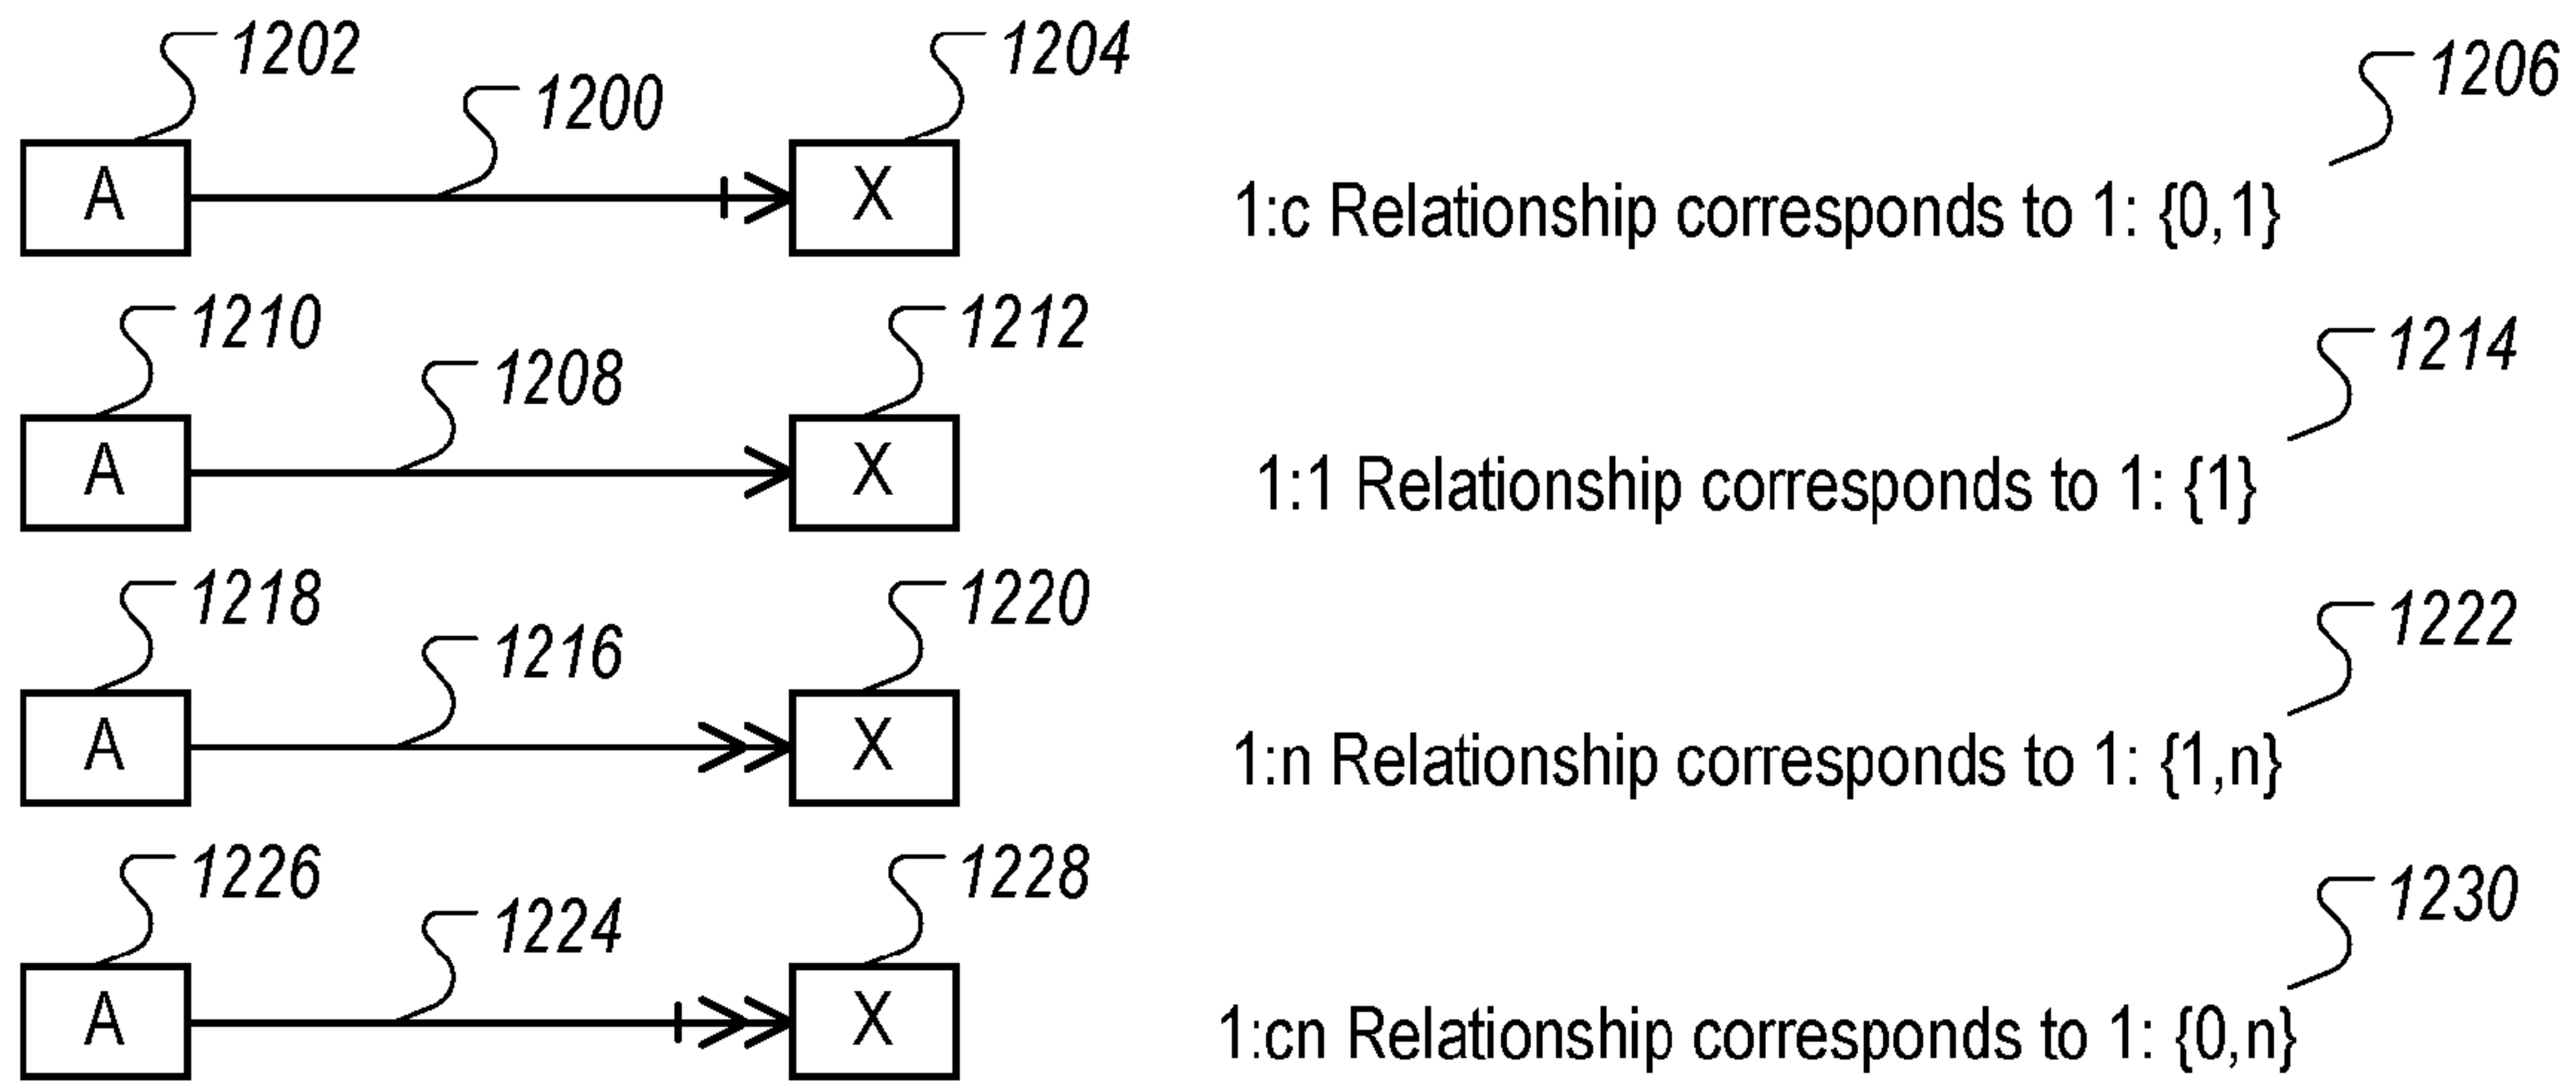 1202
1204
1206
1200
A
X
1:c Relationship corresponds to 1: {0,1}
1210
1212
1214
1208
A
X
1:1 Relationship corresponds to 1: {1}
1218
1220
1222
1216
A
X
1:n Relationship corresponds to 1: {1,n}
1226
1228
1230
1224
A
X
1:cn Relationship corresponds to 1: {0,n}